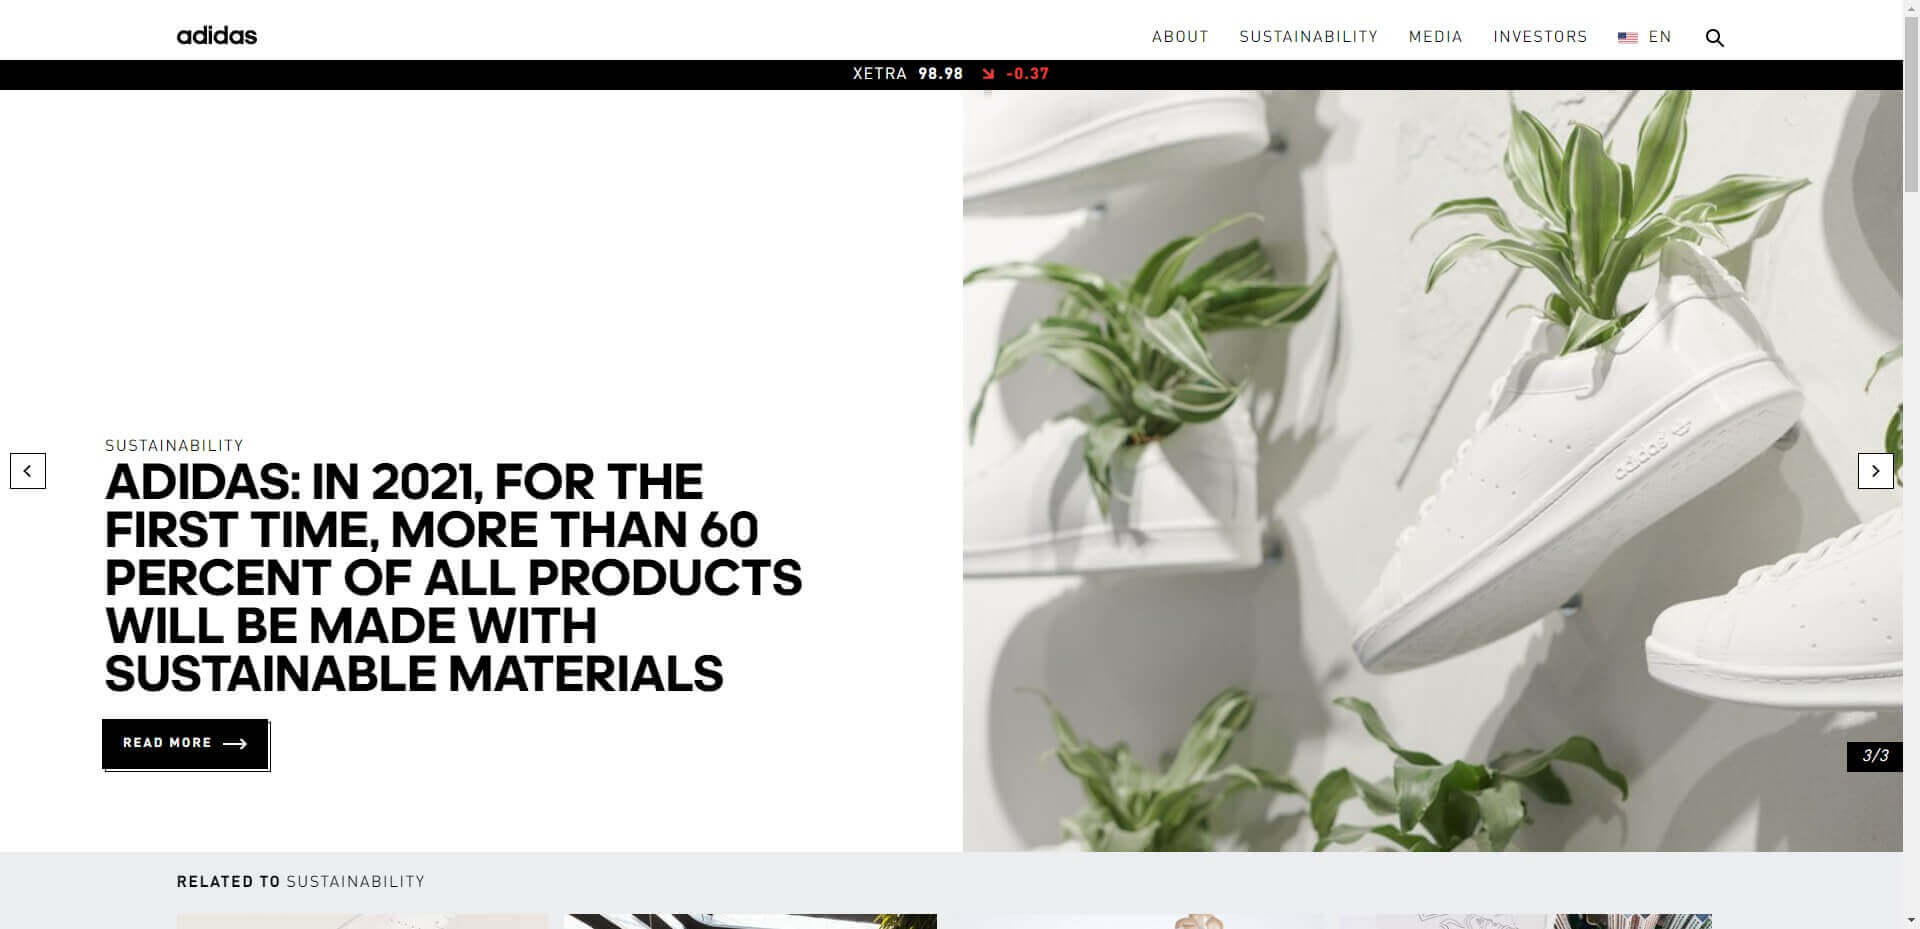 adidas
ABOUT SUSTAINABILITY MEDIA INVESTORS EN
XETRA 98.98 -0.37
SUSTAINABILITY
ADIDAS: IN 2021, FOR THE
FIRST TIME, MORE THAN 60
PERCENT OF ALL PRODUCTS
WILL BE MADE WITH
SUSTAINABLE MATERIALS
READ MORE
adidas
3/3
RELATED TO SUSTAINABILITY